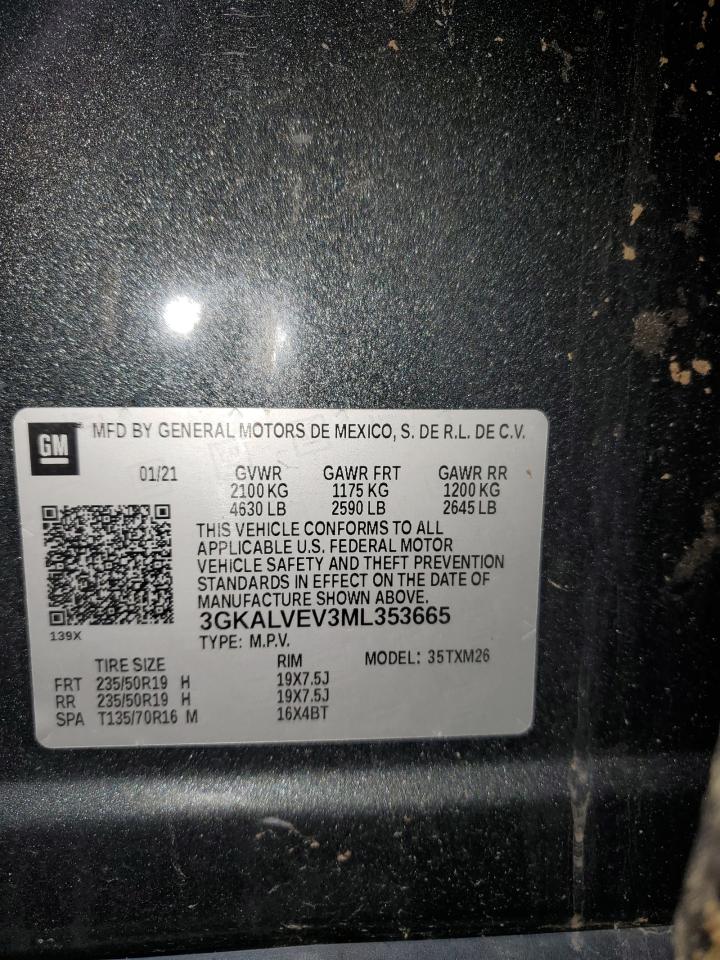 GM MFD BY GENERAL MOTORS DE MEXICO, S. DE R.L. DE C.V.
01/21 GVWR GAWR FRT GAWR RR
2100 KG 1175 KG 1200 KG
4630 LB 2590 LB 2645 LB
THIS VEHICLE CONFORMS TO ALL
APPLICABLE U.S. FEDERAL MOTOR
VEHICLE SAFETY AND THEFT PREVENTION
STANDARDS IN EFFECT ON THE DATE OF
MANUFACTURE SHOWN ABOVE.
3GKALVEV3ML353665
139X
TYPE: M.P.V.
TIRE SIZE RIM MODEL: 35TXM26
FRT 235/50R19 H 19X7.5J
RR 235/50R19 H 19X7.5J
SPA T135/70R16 M 16X4BT